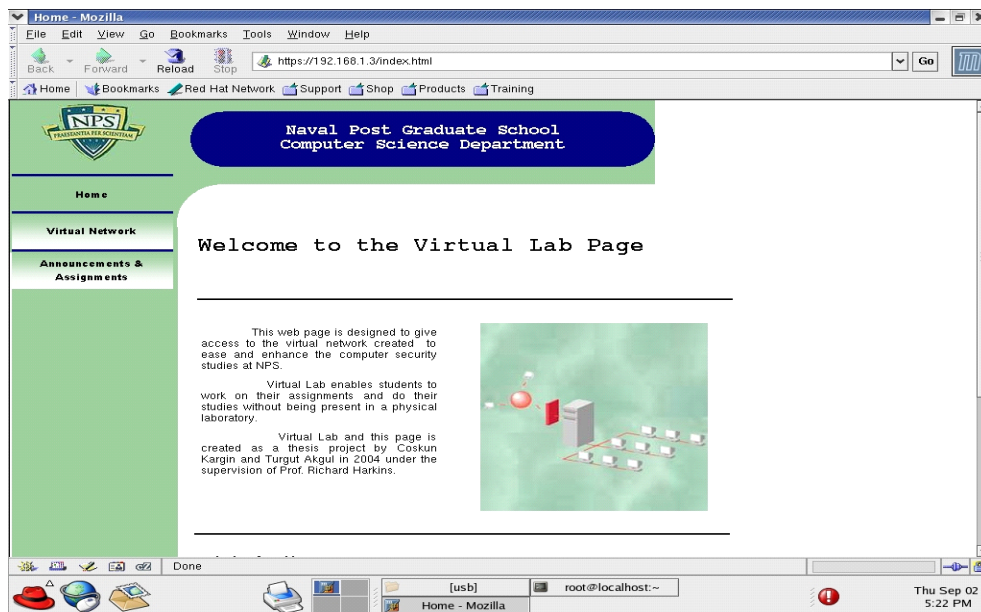 Home - Mozilla
File Edit View Go Bookmarks Tools Window Help
Back Forward Reload Stop https://192.168.1.3/index.html Go
Home Bookmarks Red Hat Network Support Shop Products Training
NPS
PRAESTANTIA PER SCIENTIAM
Naval Post Graduate School
Computer Science Department
Home
Virtual Network
Announcements &
Assignments
Welcome to the Virtual Lab Page
This web page is designed to give
access to the virtual network created to
ease and enhance the computer security
studies at NPS.
Virtual Lab enables students to
work on their assignments and do their
studies without being present in a physical
laboratory.
Virtual Lab and this page is
created as a thesis project by Coskun
Kargin and Turgut Akgul in 2004 under the
supervision of Prof. Richard Harkins.
Done
[usb] root@localhost:~
Home - Mozilla
Thu Sep 02
5:22 PM